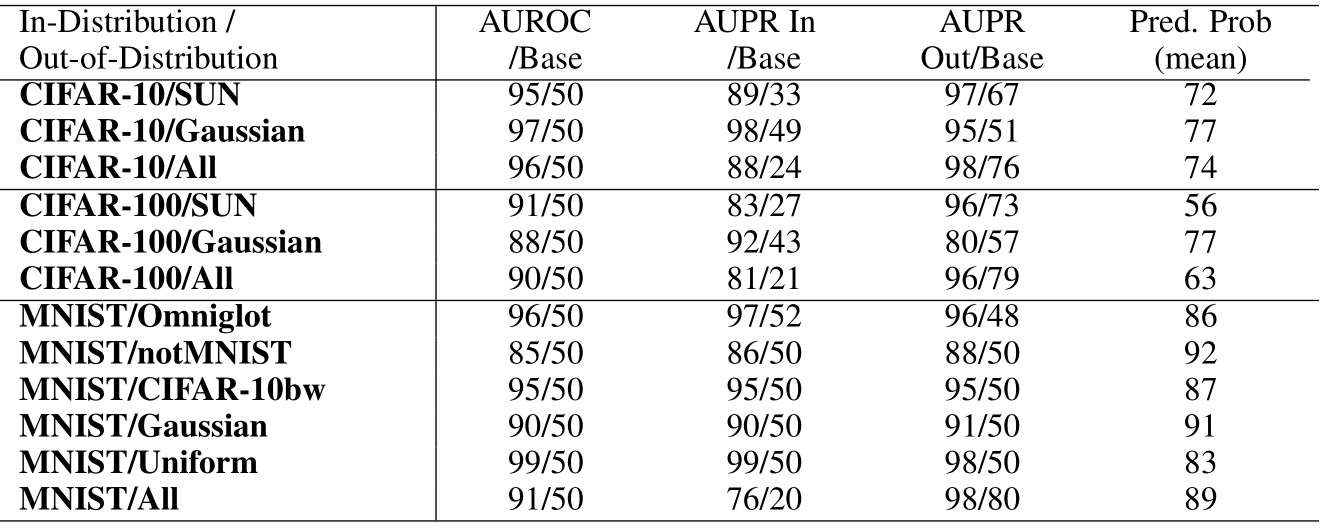 In-Distribution / AUROC AUPR In AUPR Pred. Prob
Out-of-Distribution /Base /Base Out/Base (mean)
CIFAR-10/SUN 95/50 89/33 97/67 72
CIFAR-10/Gaussian 97/50 98/49 95/51 77
CIFAR-10/All 96/50 88/24 98/76 74
CIFAR-100/SUN 91/50 83/27 96/73 56
CIFAR-100/Gaussian 88/50 92/43 80/57 77
CIFAR-100/All 90/50 81/21 96/79 63
MNIST/Omniglot 96/50 97/52 96/48 86
MNIST/notMNIST 85/50 86/50 88/50 92
MNIST/CIFAR-10bw 95/50 95/50 95/50 87
MNIST/Gaussian 90/50 90/50 91/50 91
MNIST/Uniform 99/50 99/50 98/50 83
MNIST/All 91/50 76/20 98/80 89